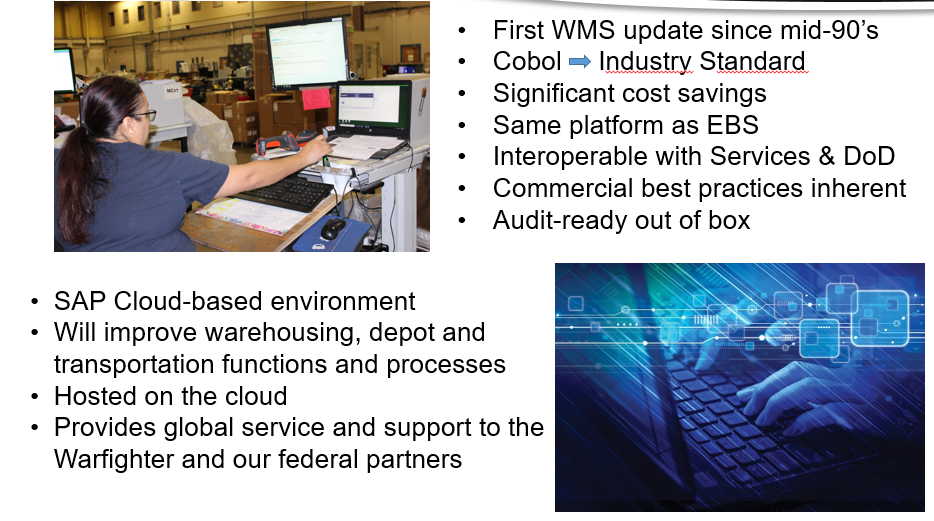 • First WMS update since mid-90’s
• Cobol ➡ Industry Standard
• Significant cost savings
• Same platform as EBS
• Interoperable with Services & DoD
• Commercial best practices inherent
• Audit-ready out of box
• SAP Cloud-based environment
• Will improve warehousing, depot and
transportation functions and processes
• Hosted on the cloud
• Provides global service and support to the
Warfighter and our federal partners